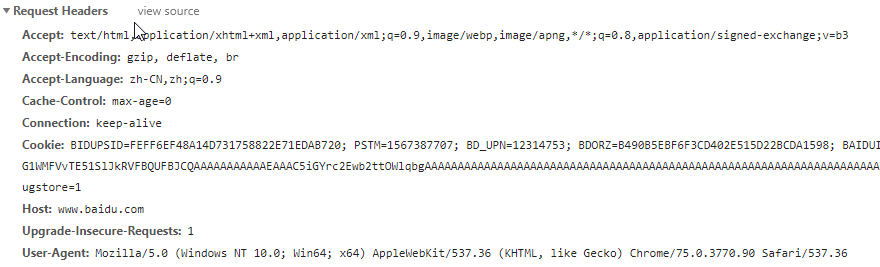 Request Headers view source
Accept: text/html,application/xhtml+xml,application/xml;q=0.9,image/webp,image/apng,*/*;q=0.8,application/signed-exchange;v=b3
Accept-Encoding: gzip, deflate, br
Accept-Language: zh-CN,zh;q=0.9
Cache-Control: max-age=0
Connection: keep-alive
Cookie: BIDUPSID=FEFF6EF48A14D731758822E71EDAB720; PSTM=1567387707; BD_UPN=12314753; BDORZ=B490B5EBF6F3CD402E515D22BCDA1598; BAIDUI
ugstore=1
Host: www.baidu.com
Upgrade-Insecure-Requests: 1
User-Agent: Mozilla/5.0 (Windows NT 10.0; Win64; x64) AppleWebKit/537.36 (KHTML, like Gecko) Chrome/75.0.3770.90 Safari/537.36